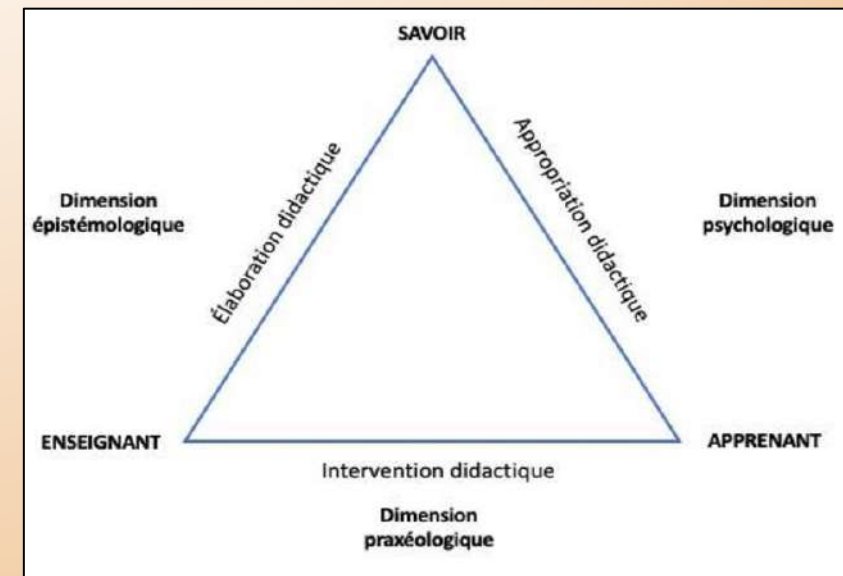 SAVOIR
Élaboration didactique
Appropriation didactique
Dimension
épistémologique
Dimension
psychologique
ENSEIGNANT
APPRENANT
Intervention didactique
Dimension
praxéologique